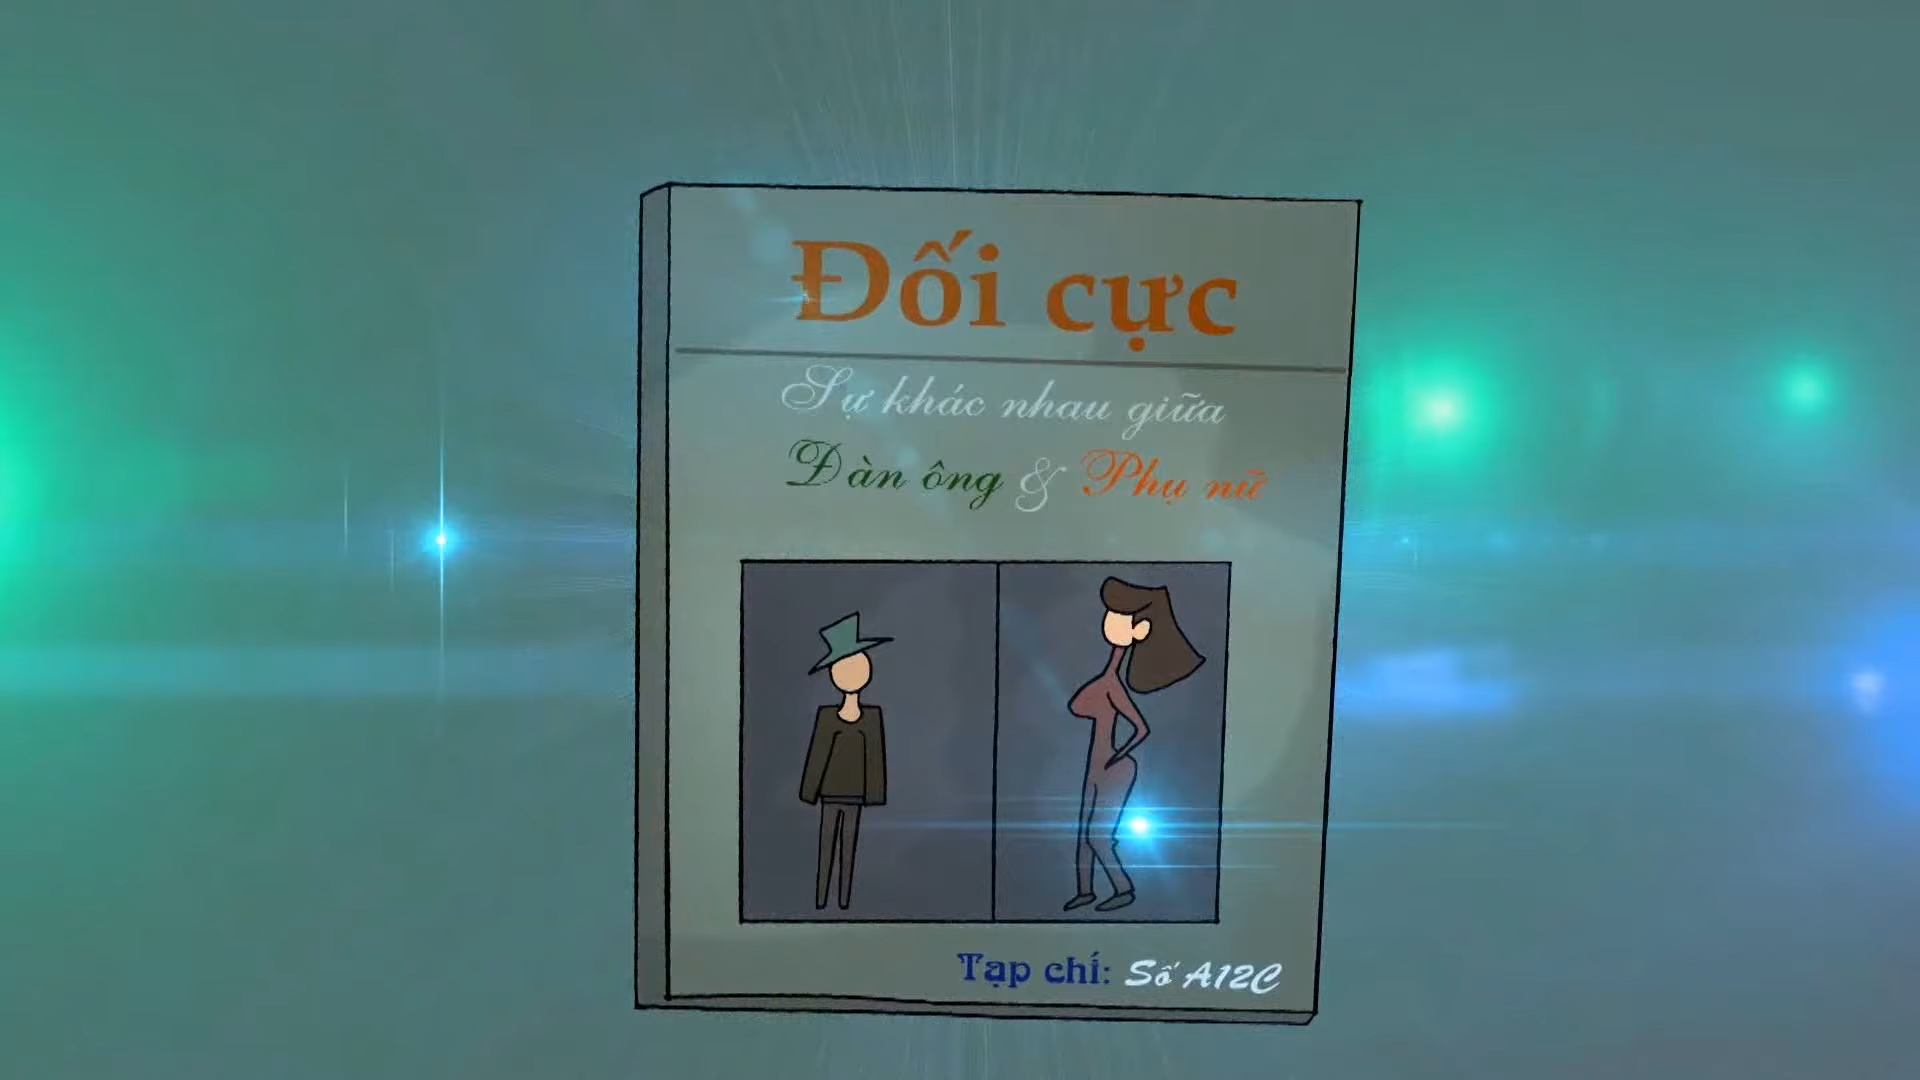 Đối cực
Sự khác nhau giữa
Đàn ông & Phụ nữ
Tạp chí: Số A12C